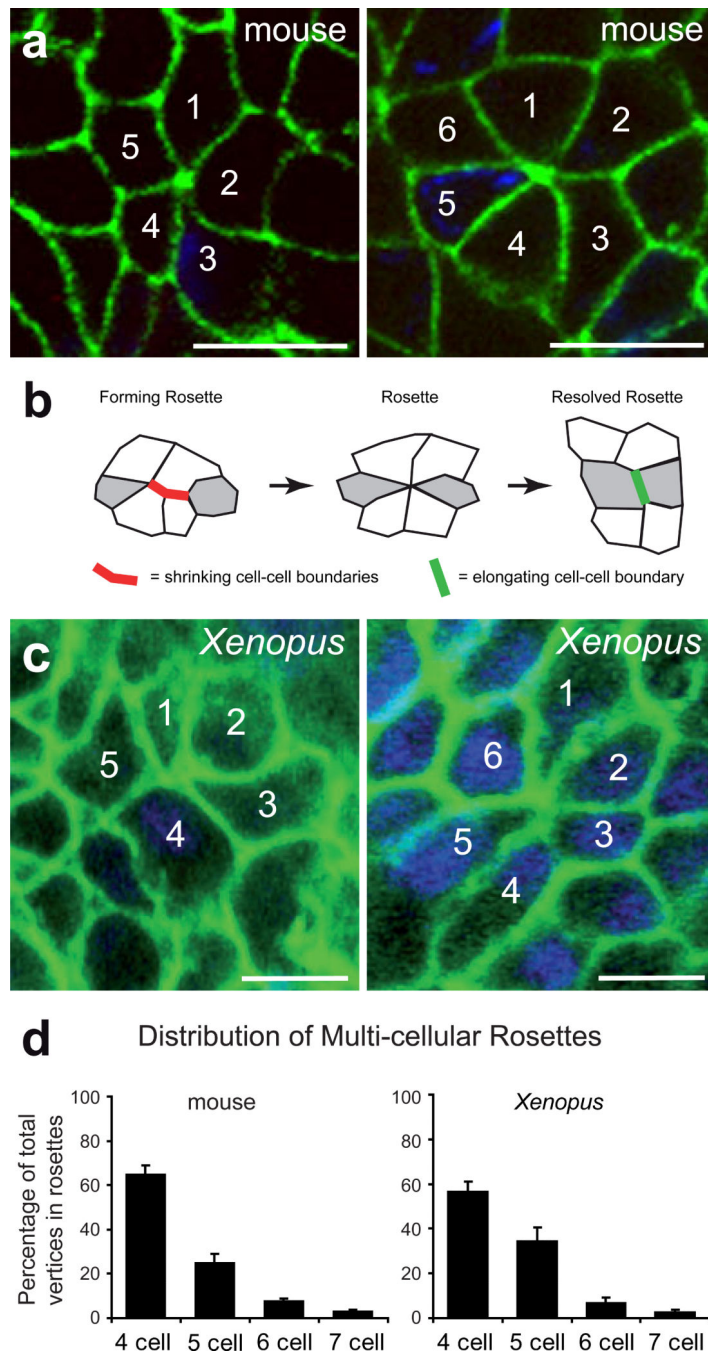 a
mouse
1
2
3
4
5
mouse
1
2
3
4
5
6
b
Forming Rosette
Rosette
Resolved Rosette
= shrinking cell-cell boundaries
= elongating cell-cell boundary
c
Xenopus
1
2
3
4
5
Xenopus
1
2
3
4
5
6
d
Distribution of Multi-cellular Rosettes
Percentage of total
vertices in rosettes
mouse
100
80
60
40
20
0
4 cell 5 cell 6 cell 7 cell
Xenopus
100
80
60
40
20
0
4 cell 5 cell 6 cell 7 cell